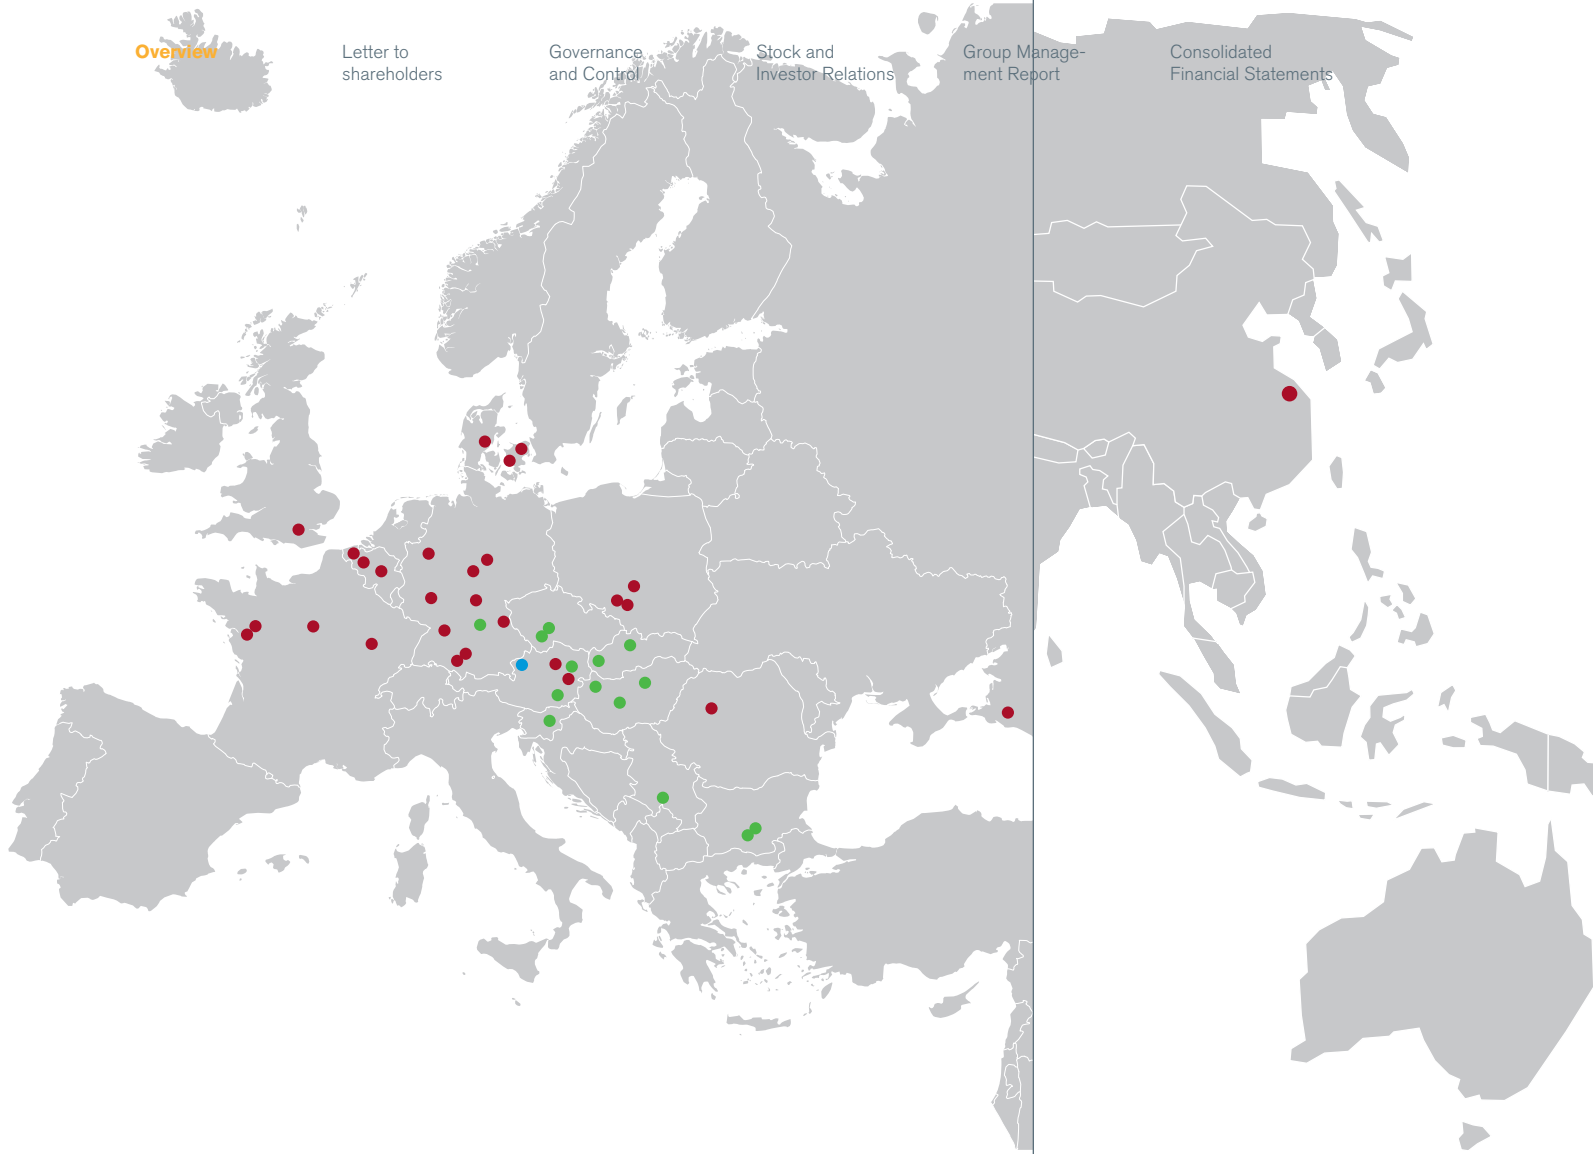 Overview
Letter to
shareholders
Governance
and Control
Stock and
Investor Relations
Group Manage-
ment Report
Consolidated
Financial Statements